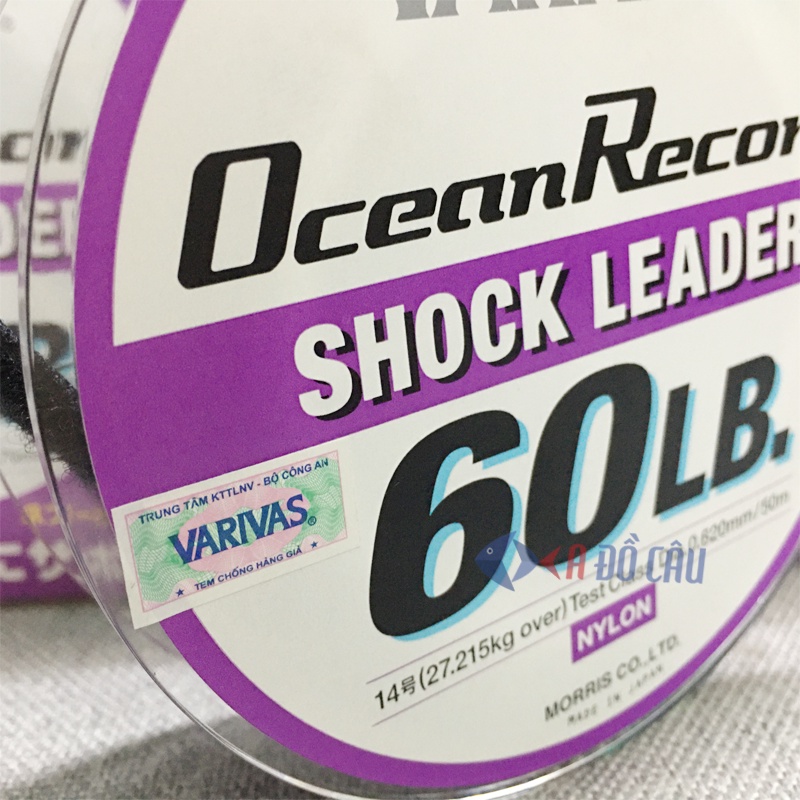 OceanRecor
SHOCK LEADER
60LB.
TRUNG TÂM KTTLNV - BỘ CÔNG AN
VARIVAS®
★ TEM CHỐNG HÀNG GIẢ ★
A ĐỒ CÂU
14号(27.215kg over) Test Class Dia. 0.620mm/50m
NYLON
MORRIS CO.,LTD.
MADE IN JAPAN